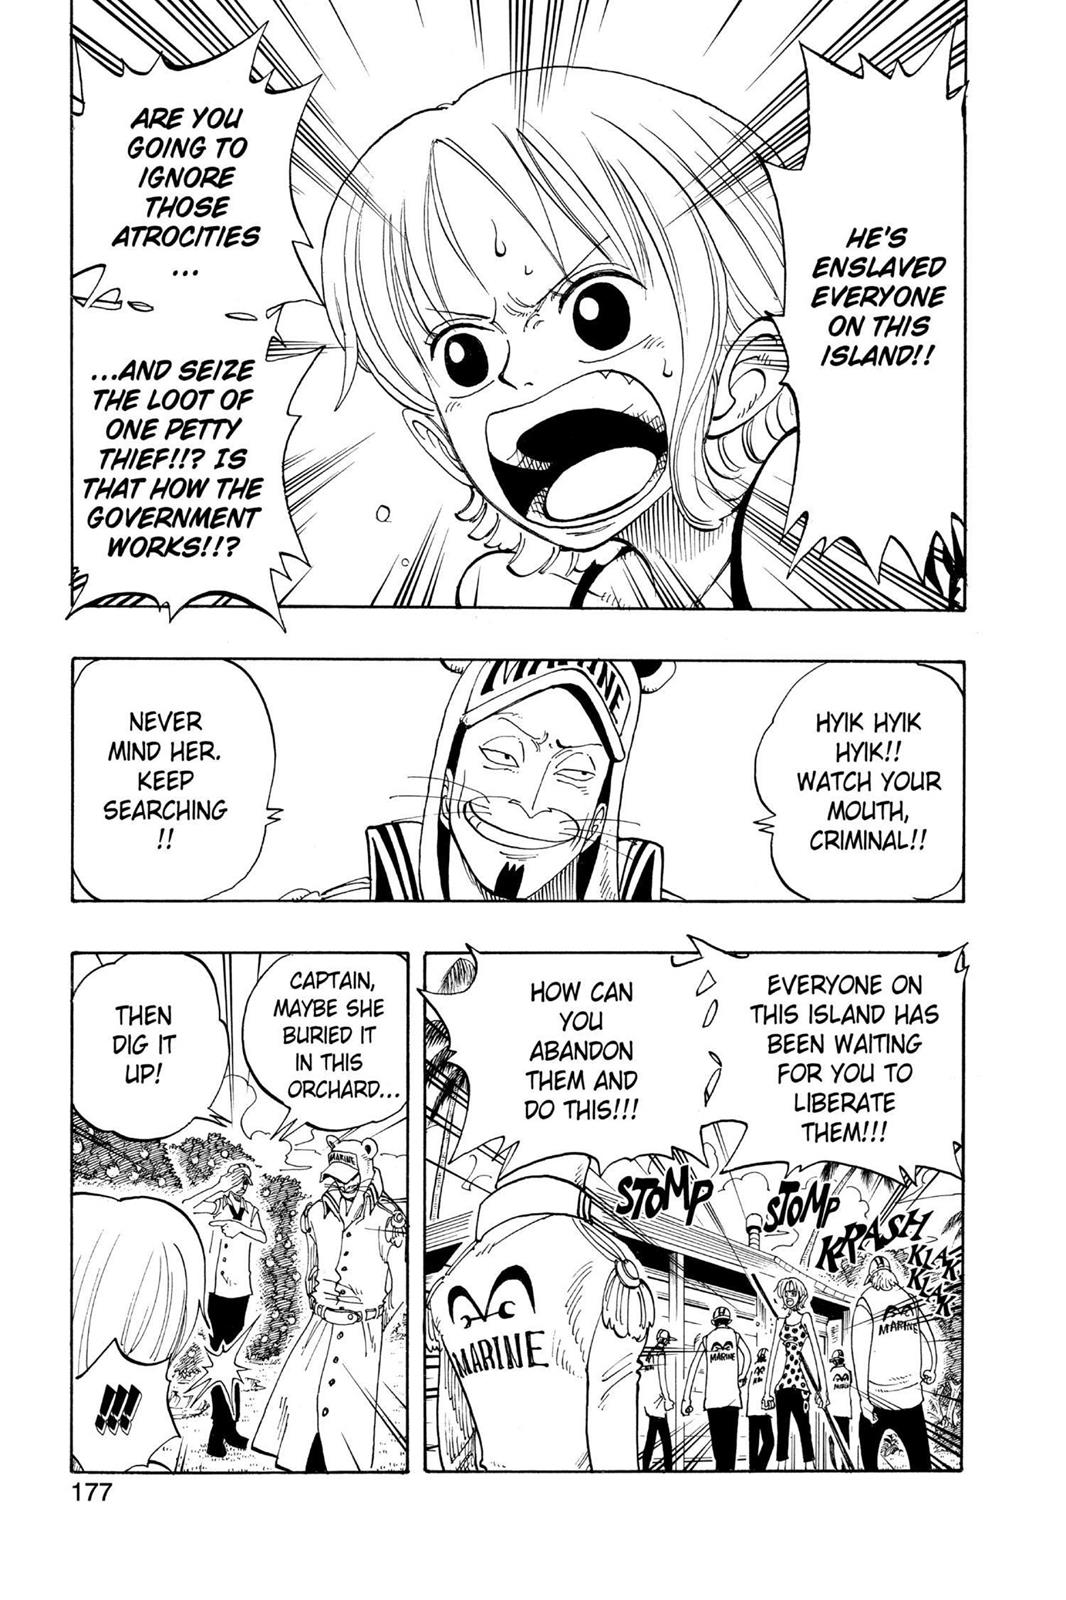 HE'S
ENSLAVED
EVERYONE
ON THIS
ISLAND!!
ARE YOU
GOING TO
IGNORE
THOSE
ATROCITIES
...
...AND SEIZE
THE LOOT OF
ONE PETTY
THIEF!!? IS
THAT HOW THE
GOVERNMENT
WORKS!!?
HYIK HYIK
HYIK!!
WATCH YOUR
MOUTH,
CRIMINAL!!
MARINE
NEVER
MIND HER.
KEEP
SEARCHING
!!
EVERYONE ON
THIS ISLAND HAS
BEEN WAITING
FOR YOU TO
LIBERATE
THEM!!!
HOW CAN
YOU
ABANDON
THEM AND
DO THIS!!!
STOMP
STOMP
KRASH
KLAK
KLAK
MARINE
MARINE
MARINE
CAPTAIN,
MAYBE SHE
BURIED IT
IN THIS
ORCHARD...
THEN
DIG IT
UP!
MARINE
!!!
177